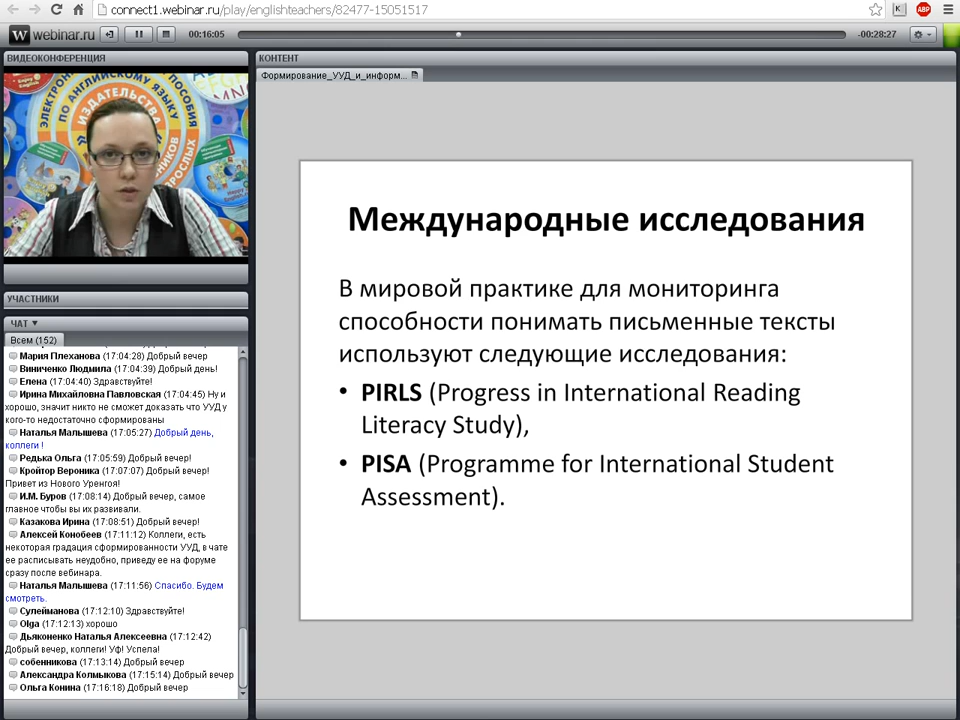 connect1.webinar.ru/play/englishteachers/82477-15051517
webinar.ru
00:16:05
-00:28:27
ВИДЕОКОНФЕРЕНЦИЯ
ЭЛЕКТРОН
ПО АНГЛИЙСКОМУ ЯЗЫКУ
ПОСОБИЯ
ИЗДАТЕЛЬСТВА
УЧАСТНИКИ
ЧАТ
Всем (152)
Мария Плеханова (17:04:28) Добрый вечер
Виниченко Людмила (17:04:39) Добрый день!
Елена (17:04:40) Здравствуйте!
Ирина Михайловна Павловская (17:04:45) Ну и
хорошо, значит никто не сможет доказать что УУД у
кого-то недостаточно сформированы
Наталья Малышева (17:05:27) Добрый день,
коллеги !
Редька Ольга (17:05:59) Добрый вечер!
Кройтор Вероника (17:07:07) Добрый вечер!
Привет из Нового Уренгоя!
И.М. Буров (17:08:14) Добрый вечер, самое
главное чтобы вы их развивали.
Казакова Ирина (17:08:51) Добрый вечер!
Алексей Конобеев (17:11:12) Коллеги, есть
некоторая градация сформированности УУД, в чате
ее расписывать неудобно, приведу ее на форуме
сразу после вебинара.
Наталья Малышева (17:11:56) Спасибо. Будем
смотреть.
Сулейманова (17:12:10) Здравствуйте!
Olga (17:12:13) хорошо
Дьяконенко Наталья Алексеевна (17:12:42)
Добрый вечер, коллеги! Уф! Успела!
собенникова (17:13:14) Добрый вечер
Александра Колмыкова (17:15:14) Добрый вечер
Ольга Конина (17:16:18) Добрый вечер
КОНТЕНТ
Формирование_УУД_и_информ...
Международные исследования
В мировой практике для мониторинга
способности понимать письменные тексты
используют следующие исследования:
• PIRLS (Progress in International Reading
Literacy Study),
• PISA (Programme for International Student
Assessment).